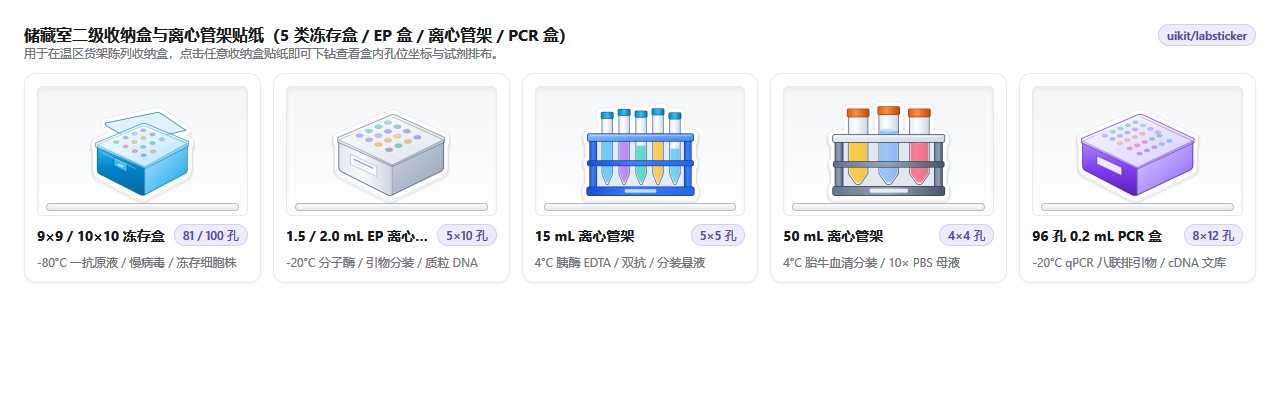 储藏室二级收纳盒与离心管架贴纸（5 类冻存盒 / EP 盒 / 离心管架 / PCR 盒）
uikit/labsticker
用于在温区货架陈列收纳盒，点击任意收纳盒贴纸即可下钻查看盒内孔位坐标与试剂排布。
9×9 / 10×10 冻存盒
81 / 100 孔
-80°C 一抗原液 / 慢病毒 / 冻存细胞株
1.5 / 2.0 mL EP 离心...
5×10 孔
-20°C 分子酶 / 引物分装 / 质粒 DNA
15 mL 离心管架
5×5 孔
4°C 胰酶 EDTA / 双抗 / 分装悬液
50 mL 离心管架
4×4 孔
4°C 胎牛血清分装 / 10× PBS 母液
96 孔 0.2 mL PCR 盒
8×12 孔
-20°C qPCR 八联排引物 / cDNA 文库